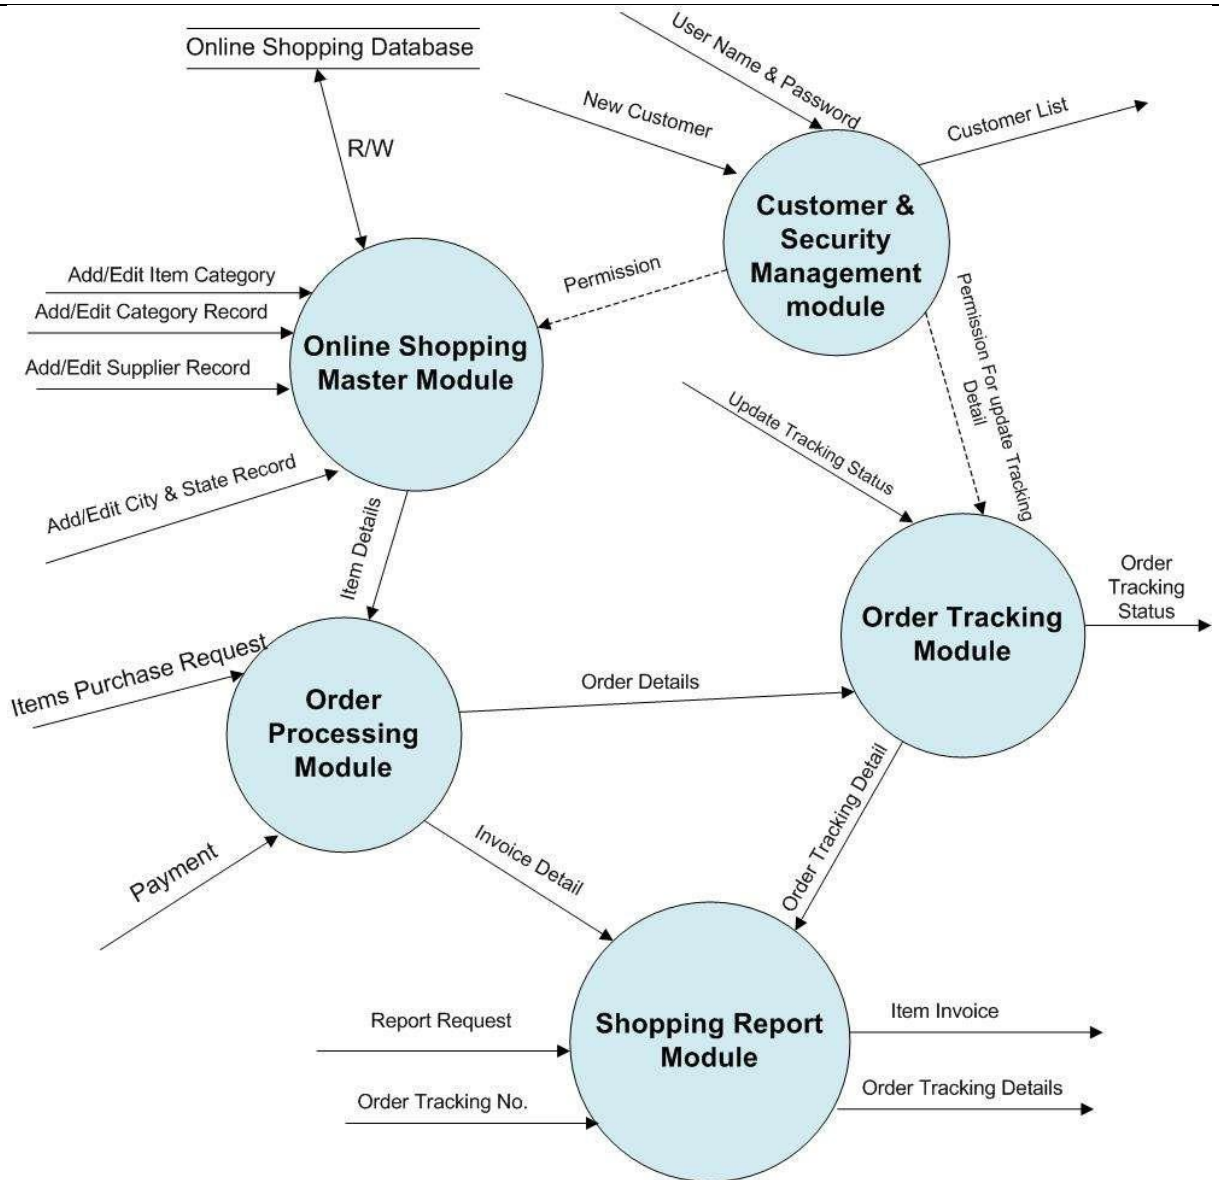 Online Shopping Database
User Name & Password
New Customer
Customer List
R/W
Customer &
Security
Management
module
Permission
Add/Edit Item Category
Add/Edit Category Record
Add/Edit Supplier Record
Add/Edit City & State Record
Online Shopping
Master Module
Permission For update Tracking
Detail
Update Tracking Status
Item Details
Order
Tracking
Status
Order Tracking
Module
Items Purchase Request
Order Details
Order
Processing
Module
Payment
Invoice Detail
Order Tracking Detail
Report Request
Order Tracking No.
Shopping Report
Module
Item Invoice
Order Tracking Details